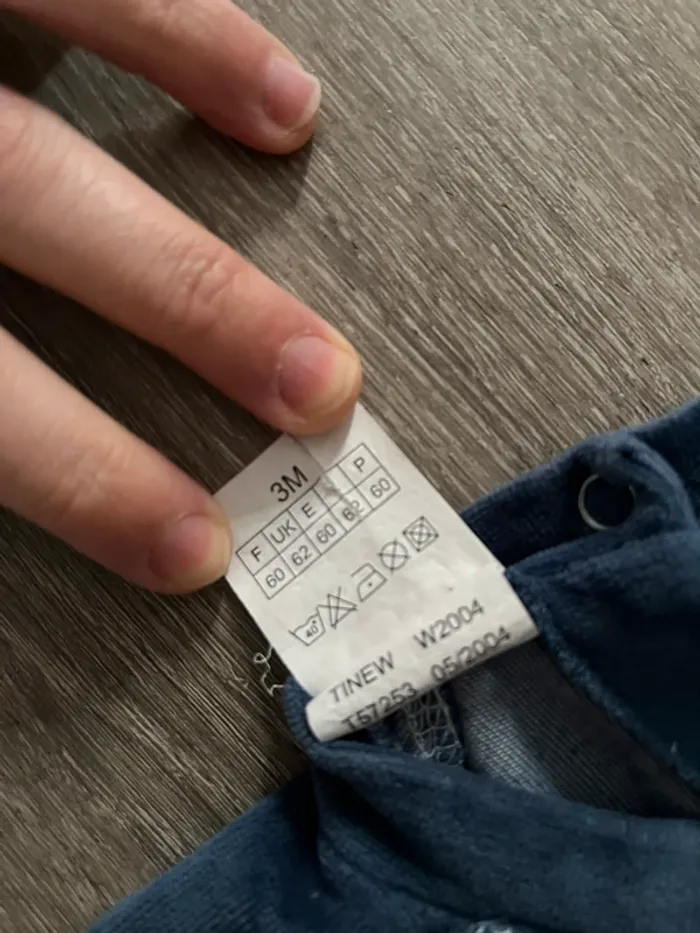 3M
F UK E P
60 62 60 62 60
40°
TINEW W2004
T57253 05/2004